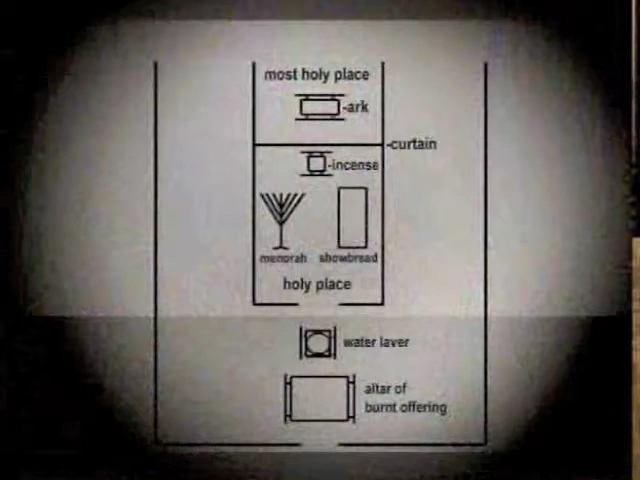 most holy place
-ark
-curtain
-incense
menorah
showbread
holy place
water laver
altar of
burnt offering